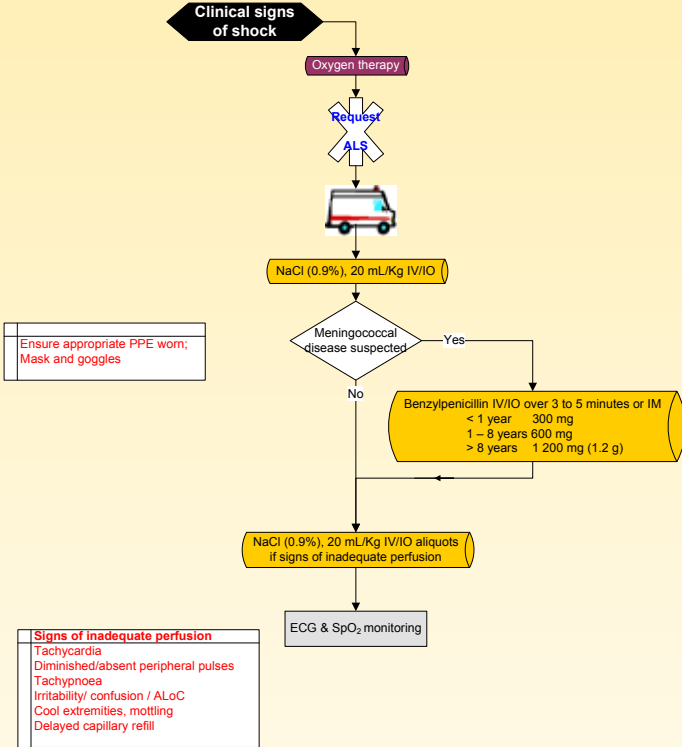 Clinical signs
of shock
Oxygen therapy
Request
ALS
NaCl (0.9%), 20 mL/Kg IV/IO
Ensure appropriate PPE worn;
Mask and goggles
Meningococcal
disease suspected
Yes
No
Benzylpenicillin IV/IO over 3 to 5 minutes or IM
< 1 year 300 mg
1 – 8 years 600 mg
> 8 years 1 200 mg (1.2 g)
NaCl (0.9%), 20 mL/Kg IV/IO aliquots
if signs of inadequate perfusion
ECG & SpO₂ monitoring
Signs of inadequate perfusion
Tachycardia
Diminished/absent peripheral pulses
Tachypnoea
Irritability/ confusion / ALoC
Cool extremities, mottling
Delayed capillary refill